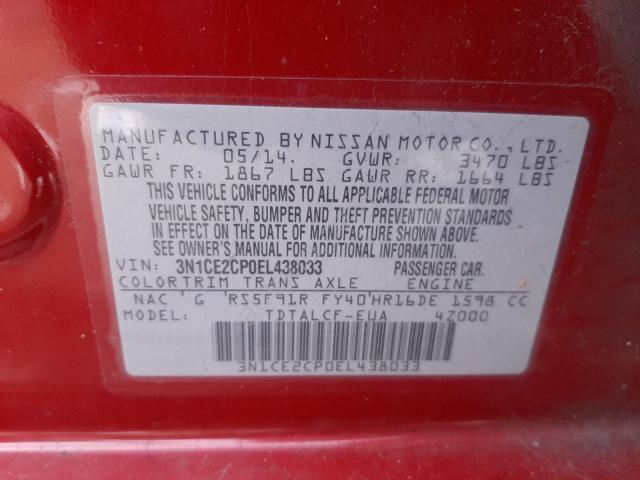 MANUFACTURED BY NISSAN MOTOR CO., LTD.
DATE: 05/14. GVWR: 3470 LBS
GAWR FR: 1867 LBS GAWR RR: 1664 LBS
THIS VEHICLE CONFORMS TO ALL APPLICABLE FEDERAL MOTOR
VEHICLE SAFETY, BUMPER AND THEFT PREVENTION STANDARDS
IN EFFECT ON THE DATE OF MANUFACTURE SHOWN ABOVE.
SEE OWNER'S MANUAL FOR ADDITIONAL INFORMATION.
VIN: 3N1CE2CP0EL438033 PASSENGER CAR.
COLOR TRIM TRANS AXLE ENGINE
NAC ' G 'RS5F91R FY40'HR16DE 1598 CC
TDTALCF-EUA 4Z000
3N1CE2CP0EL438033